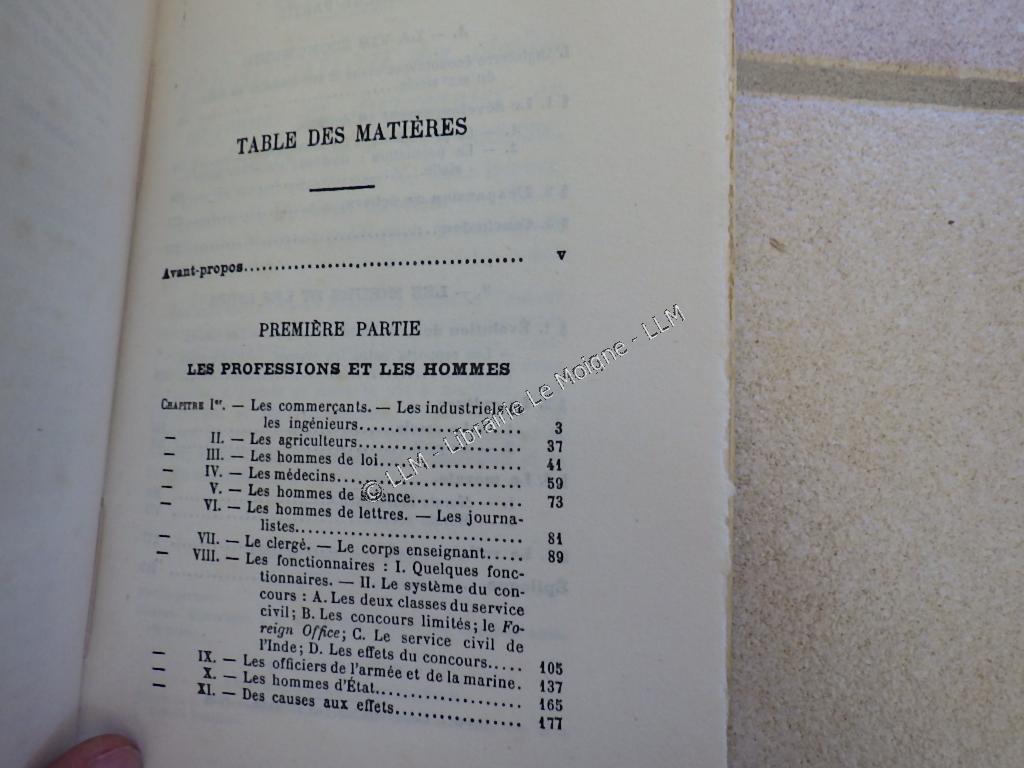 TABLE DES MATIÈRES
Avant-propos.............................................. V
PREMIÈRE PARTIE
LES PROFESSIONS ET LES HOMMES
CHAPITRE Ier. — Les commerçants. — Les industriels,
les ingénieurs........................... 3
— II. — Les agriculteurs........................... 37
— III. — Les hommes de loi........................ 41
— IV. — Les médecins............................. 59
— V. — Les hommes de science.................. 73
— VI. — Les hommes de lettres. — Les journa-
listes...................................... 81
— VII. — Le clergé. — Le corps enseignant..... 89
— VIII. — Les fonctionnaires : I. Quelques fonc-
tionnaires. — II. Le système du con-
cours : A. Les deux classes du service
civil; B. Les concours limités; le Fo-
reign Office; C. Le service civil de
l'Inde; D. Les effets du concours..... 105
— IX. — Les officiers de l'armée et de la marine. 137
— X. — Les hommes d'État....................... 165
— XI. — Des causes aux effets.................... 177
© LLM - Librairie Le Moigne - LLM